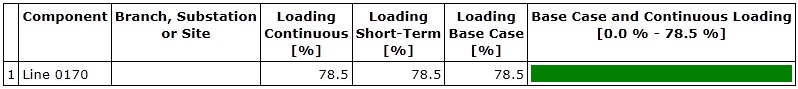 Component Branch, Substation or Site Loading Continuous [%] Loading Short-Term [%] Loading Base Case [%] Base Case and Continuous Loading [0.0 % - 78.5 %]
1 Line 0170 78.5 78.5 78.5